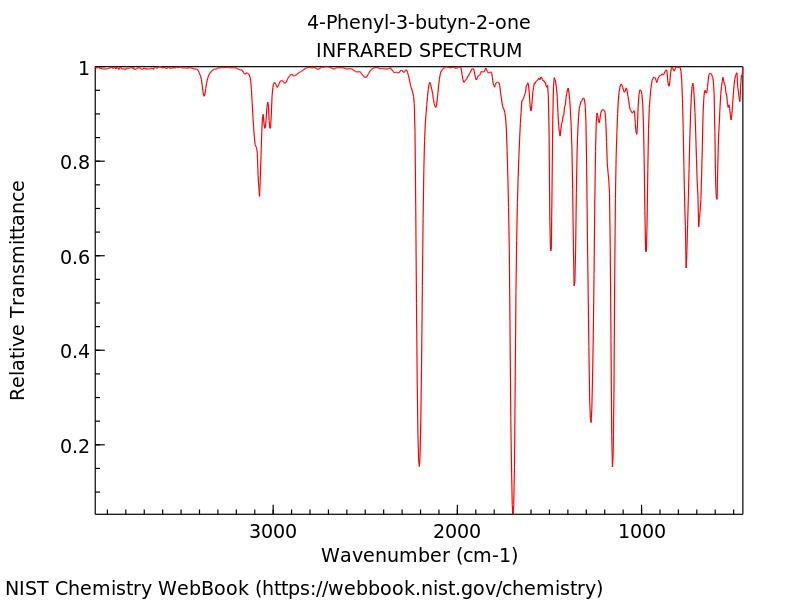 4-Phenyl-3-butyn-2-one
INFRARED SPECTRUM
1
0.8
0.6
0.4
0.2
Relative Transmittance
3000 2000 1000
Wavenumber (cm-1)
NIST Chemistry WebBook (https://webbook.nist.gov/chemistry)